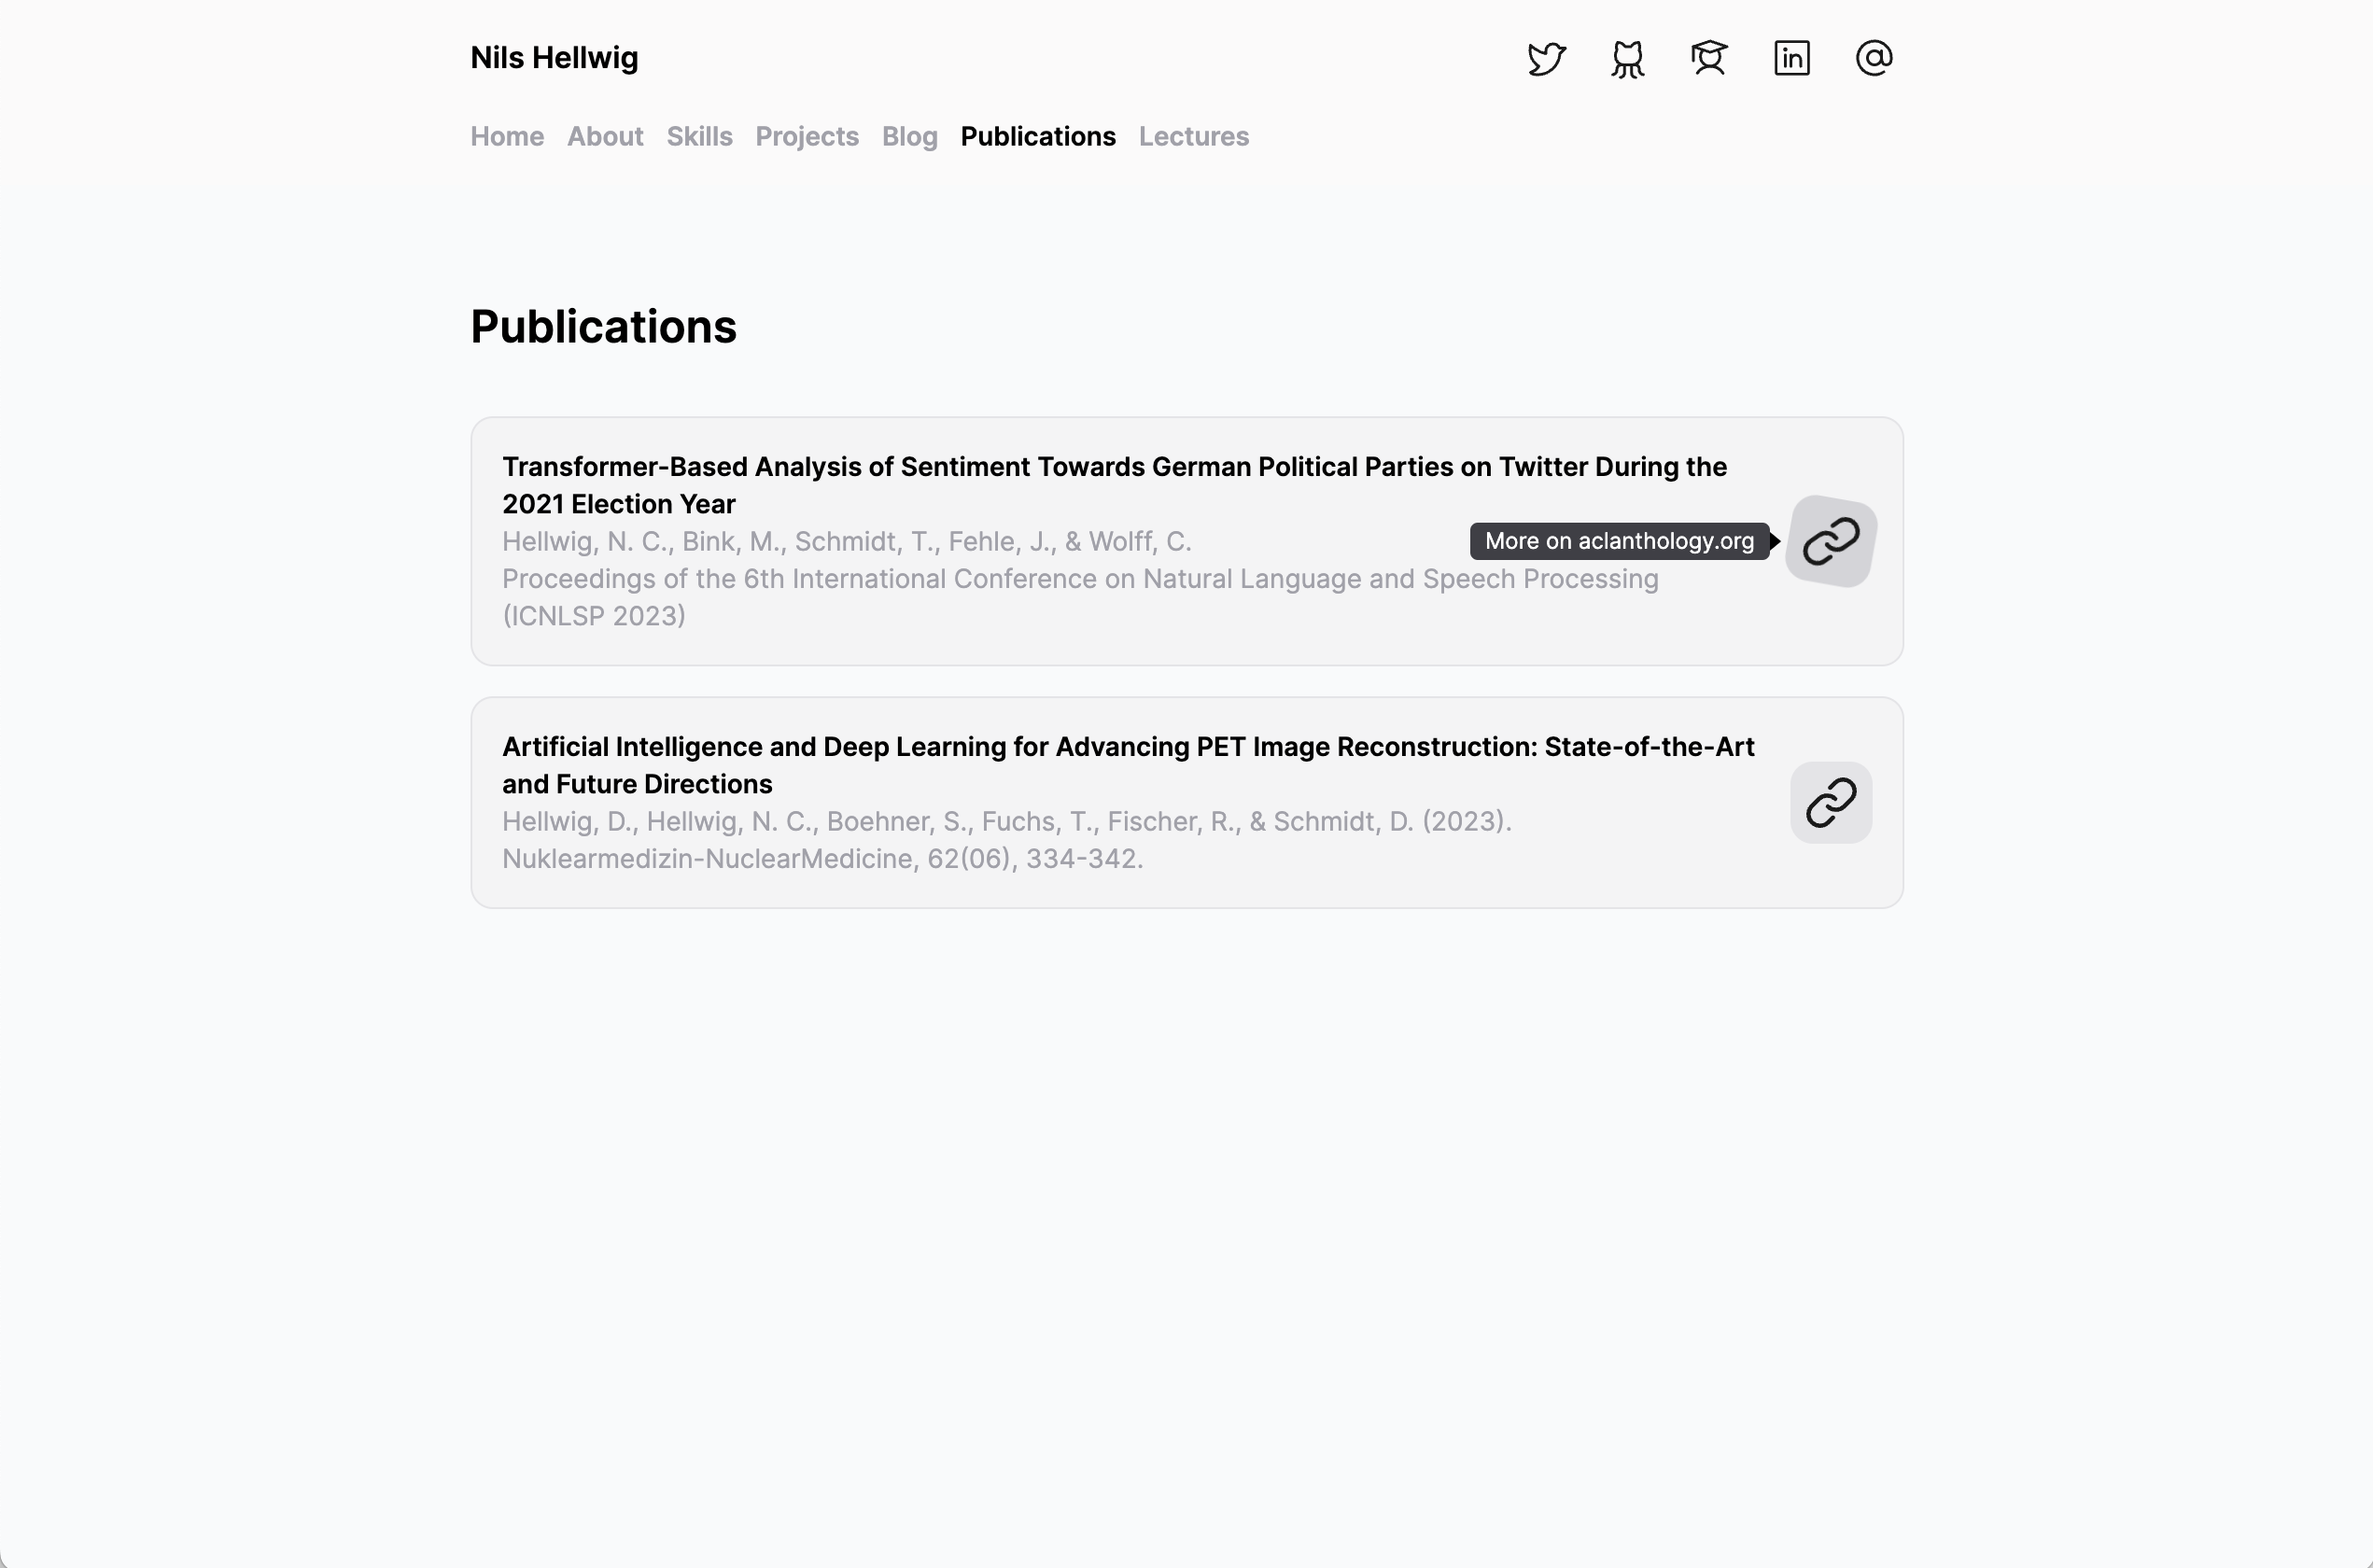 Nils Hellwig
Home About Skills Projects Blog Publications Lectures
Publications
Transformer-Based Analysis of Sentiment Towards German Political Parties on Twitter During the
2021 Election Year
Hellwig, N. C., Bink, M., Schmidt, T., Fehle, J., & Wolff, C.
More on aclanthology.org
Proceedings of the 6th International Conference on Natural Language and Speech Processing
(ICNLSP 2023)
Artificial Intelligence and Deep Learning for Advancing PET Image Reconstruction: State-of-the-Art
and Future Directions
Hellwig, D., Hellwig, N. C., Boehner, S., Fuchs, T., Fischer, R., & Schmidt, D. (2023).
Nuklearmedizin-NuclearMedicine, 62(06), 334-342.